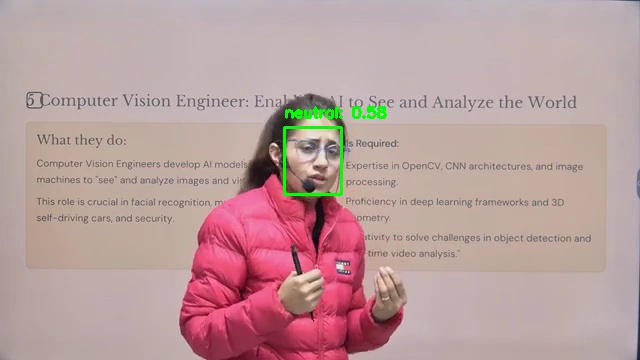 neutral: 0.58
5 Computer Vision Engineer: Enab AI to See and Analyze the World
What they do:
Computer Vision Engineers develop AI models
machines to "see" and analyze images and vi
This role is crucial in facial recognition, m
self-driving cars, and security.
ls Required:
Expertise in OpenCV, CNN architectures, and image
processing.
Proficiency in deep learning frameworks and 3D
ometry.
ativity to solve challenges in object detection and
-time video analysis."